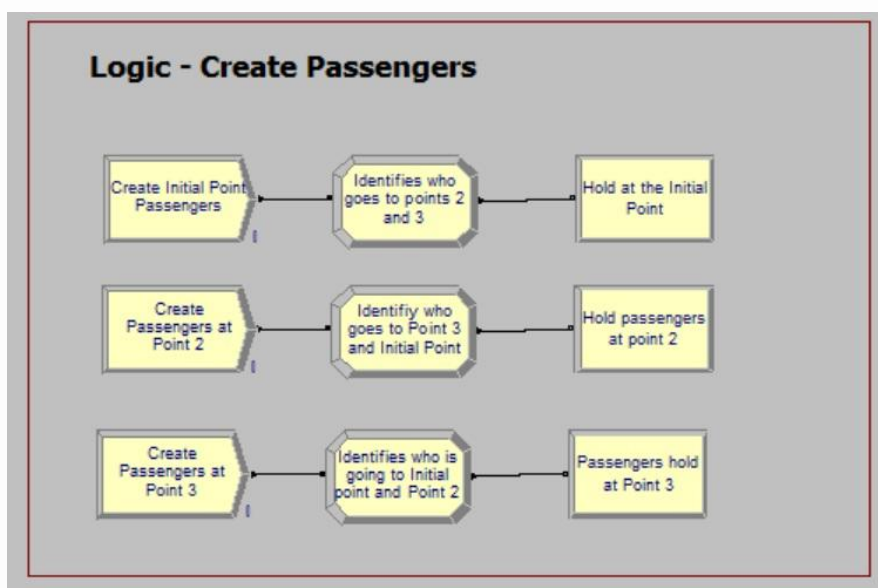 Logic - Create Passengers
Create Initial Point
Passengers
Identifies who
goes to points 2
and 3
Hold at the Initial
Point
Create
Passengers at
Point 2
Identifiy who
goes to Point 3
and Initial Point
Hold passengers
at point 2
Create
Passengers at
Point 3
Identifies who is
going to Initial
point and Point 2
Passengers hold
at Point 3